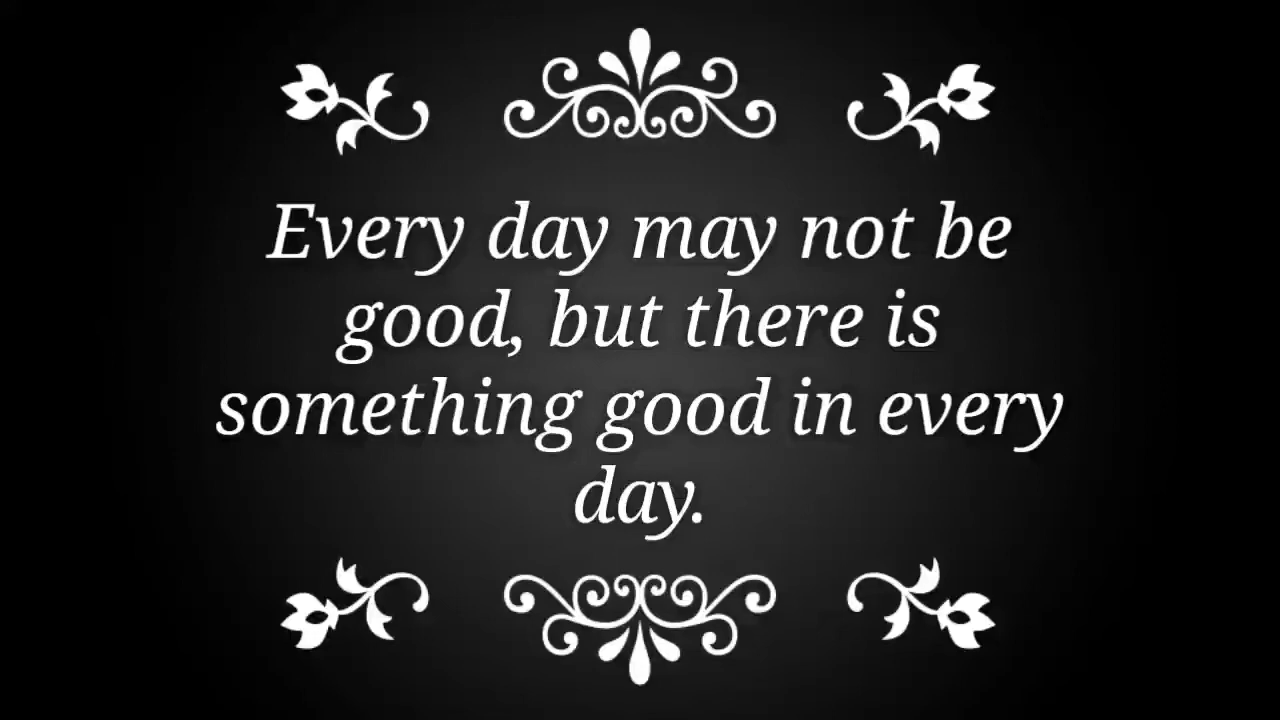 Every day may not be
good, but there is
something good in every
day.